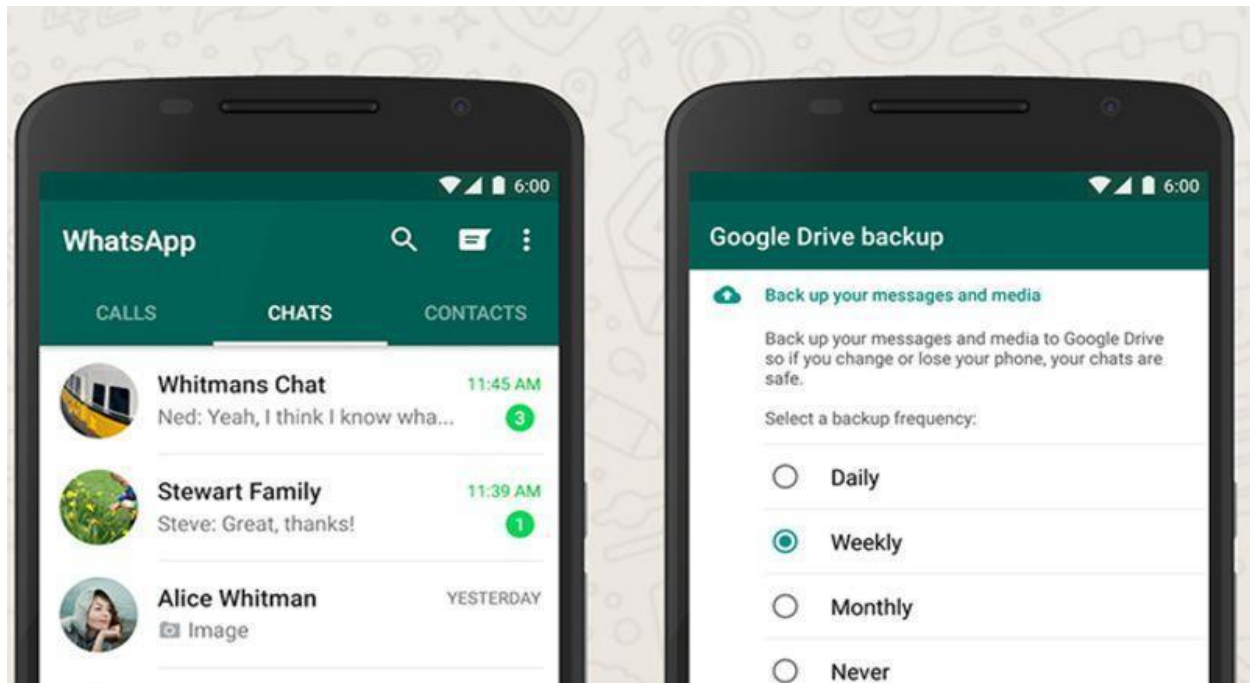 6:00
WhatsApp
CALLS CHATS CONTACTS
Whitmans Chat 11:45 AM
Ned: Yeah, I think I know wha... 3
Stewart Family 11:39 AM
Steve: Great, thanks! 1
Alice Whitman YESTERDAY
Image
6:00
Google Drive backup
Back up your messages and media
Back up your messages and media to Google Drive
so if you change or lose your phone, your chats are
safe.
Select a backup frequency:
Daily
Weekly
Monthly
Never